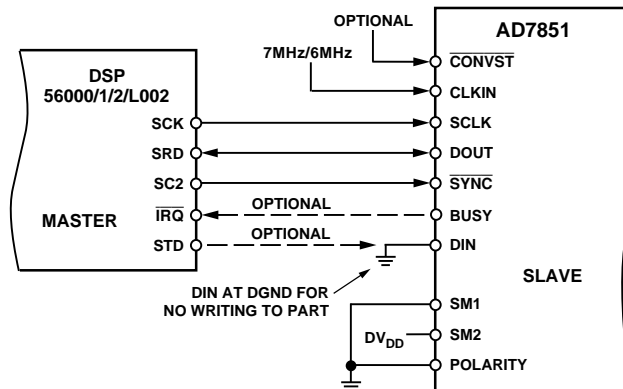 OPTIONAL
AD7851
7MHz/6MHz
CONVST
DSP
56000/1/2/L002
CLKIN
SCK
SCLK
SRD
DOUT
SC2
SYNC
MASTER
IRQ
OPTIONAL
BUSY
STD
OPTIONAL
DIN
DIN AT DGND FOR
NO WRITING TO PART
SLAVE
SM1
DVDD
SM2
POLARITY